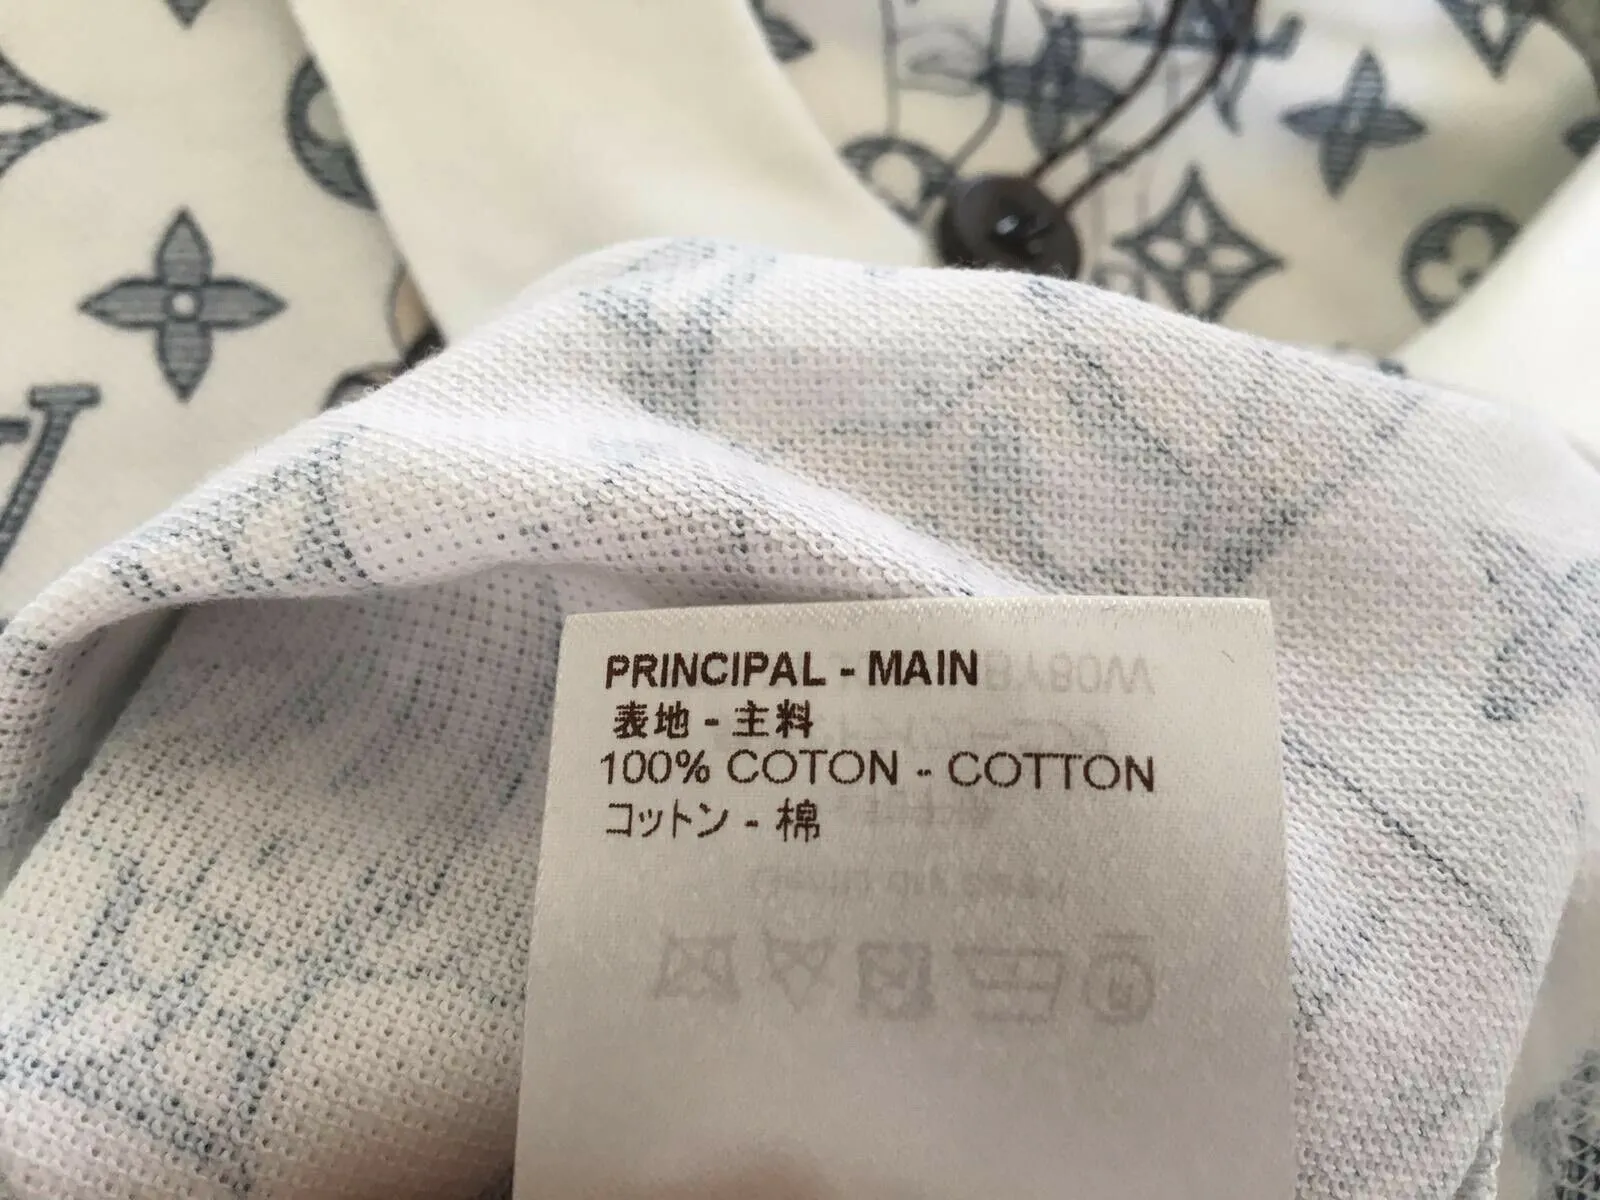 PRINCIPAL - MAIN
表地 - 主料
100% COTON - COTTON
コットン - 棉